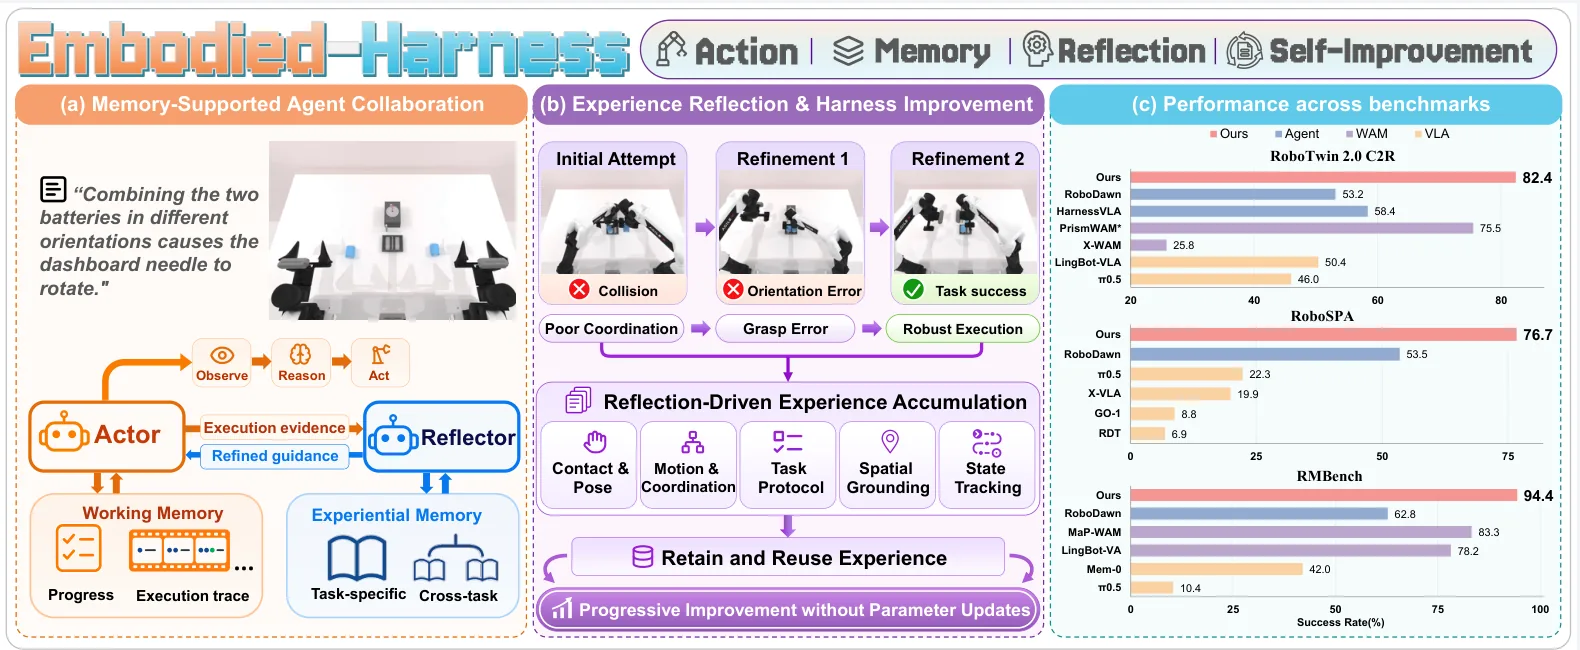 Embodied-Harness
Action | Memory | Reflection | Self-Improvement
(a) Memory-Supported Agent Collaboration
“Combining the two
batteries in different
orientations causes the
dashboard needle to
rotate."
Observe
Reason
Act
Actor
Execution evidence
Refined guidance
Reflector
Working Memory
Progress
Execution trace
...
Experiential Memory
Task-specific
Cross-task
(b) Experience Reflection & Harness Improvement
Initial Attempt
Refinement 1
Refinement 2
Collision
Orientation Error
Task success
Poor Coordination
Grasp Error
Robust Execution
Reflection-Driven Experience Accumulation
Contact &
Pose
Motion &
Coordination
Task
Protocol
Spatial
Grounding
State
Tracking
Retain and Reuse Experience
Progressive Improvement without Parameter Updates
(c) Performance across benchmarks
Ours Agent WAM VLA
RoboTwin 2.0 C2R
Ours 82.4
RoboDawn 53.2
HarnessVLA 58.4
PrismWAM* 75.5
X-WAM 25.8
LingBot-VLA 50.4
π0.5 46.0
20 40 60 80
RoboSPA
Ours 76.7
RoboDawn 53.5
π0.5 22.3
X-VLA 19.9
GO-1 8.8
RDT 6.9
0 25 50 75
RMBench
Ours 94.4
RoboDawn 62.8
MaP-WAM 83.3
LingBot-VA 78.2
Mem-0 42.0
π0.5 10.4
0 25 50 75 100
Success Rate(%)